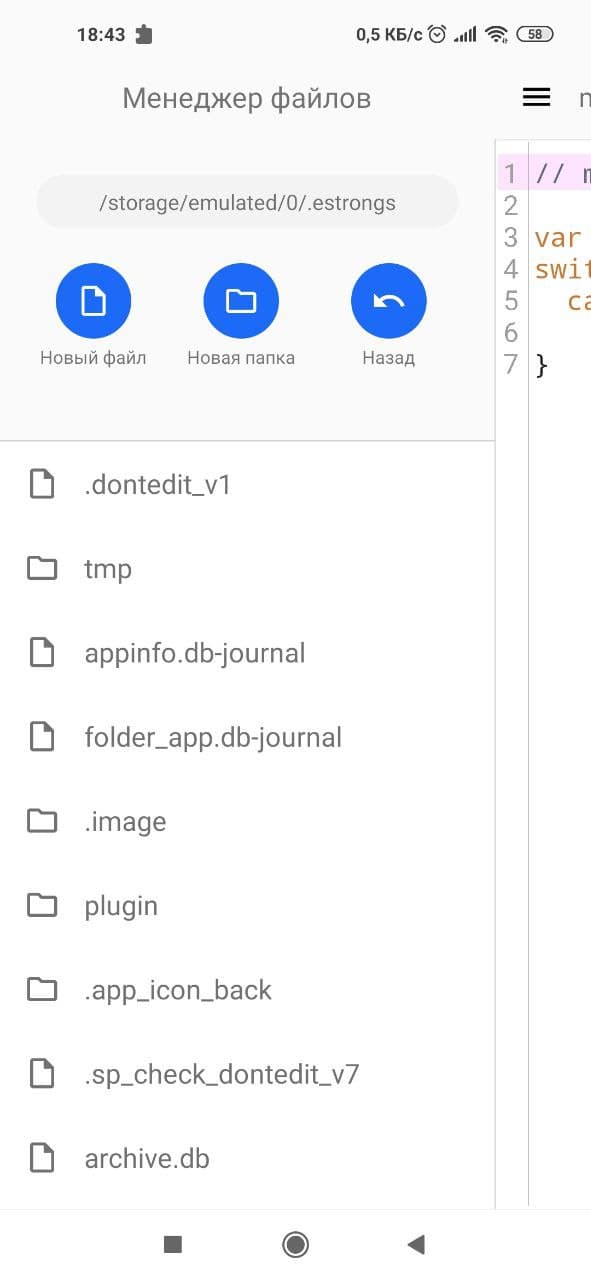 18:43
0,5 КБ/с
58
Менеджер файлов
/storage/emulated/0/.estrongs
Новый файл
Новая папка
Назад
.dontedit_v1
tmp
appinfo.db-journal
folder_app.db-journal
.image
plugin
.app_icon_back
.sp_check_dontedit_v7
archive.db
1 //
2
3 var
4 swit
5 ca
6
7 }